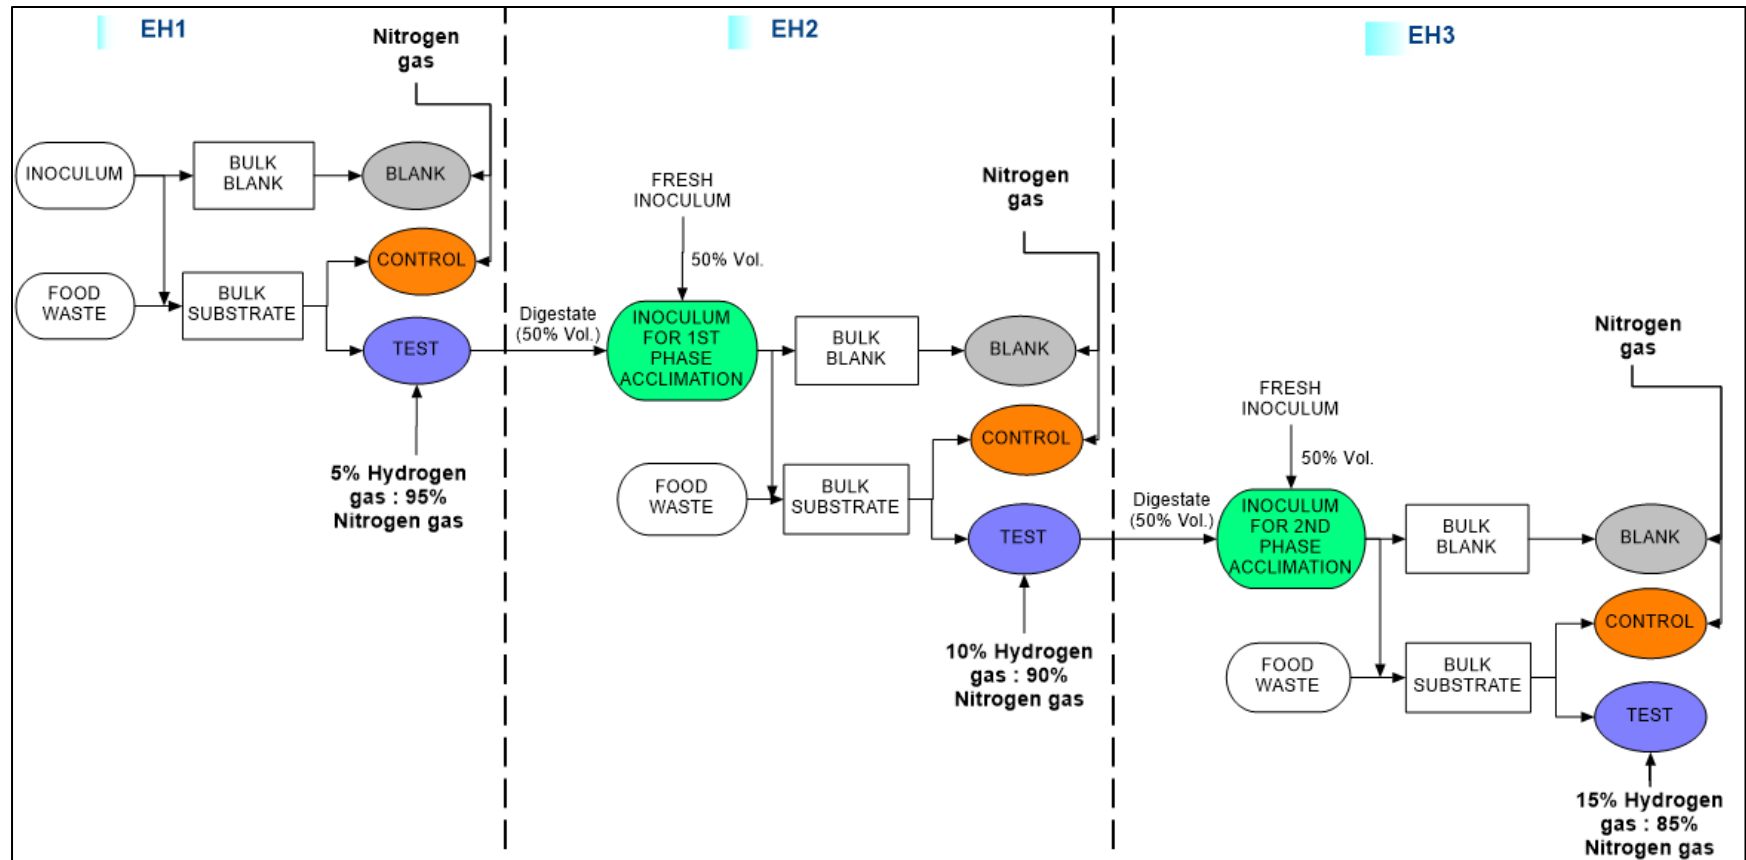 EH1
Nitrogen
gas
INOCULUM
BULK
BLANK
BLANK
CONTROL
FOOD
WASTE
BULK
SUBSTRATE
TEST
5% Hydrogen
gas : 95%
Nitrogen gas
Digestate
(50% Vol.)
EH2
FRESH
INOCULUM
50% Vol.
INOCULUM
FOR 1ST
PHASE
ACCLIMATION
Nitrogen
gas
BULK
BLANK
BLANK
CONTROL
FOOD
WASTE
BULK
SUBSTRATE
TEST
10% Hydrogen
gas : 90%
Nitrogen gas
Digestate
(50% Vol.)
EH3
FRESH
INOCULUM
50% Vol.
INOCULUM
FOR 2ND
PHASE
ACCLIMATION
Nitrogen
gas
BULK
BLANK
BLANK
CONTROL
FOOD
WASTE
BULK
SUBSTRATE
TEST
15% Hydrogen
gas : 85%
Nitrogen gas